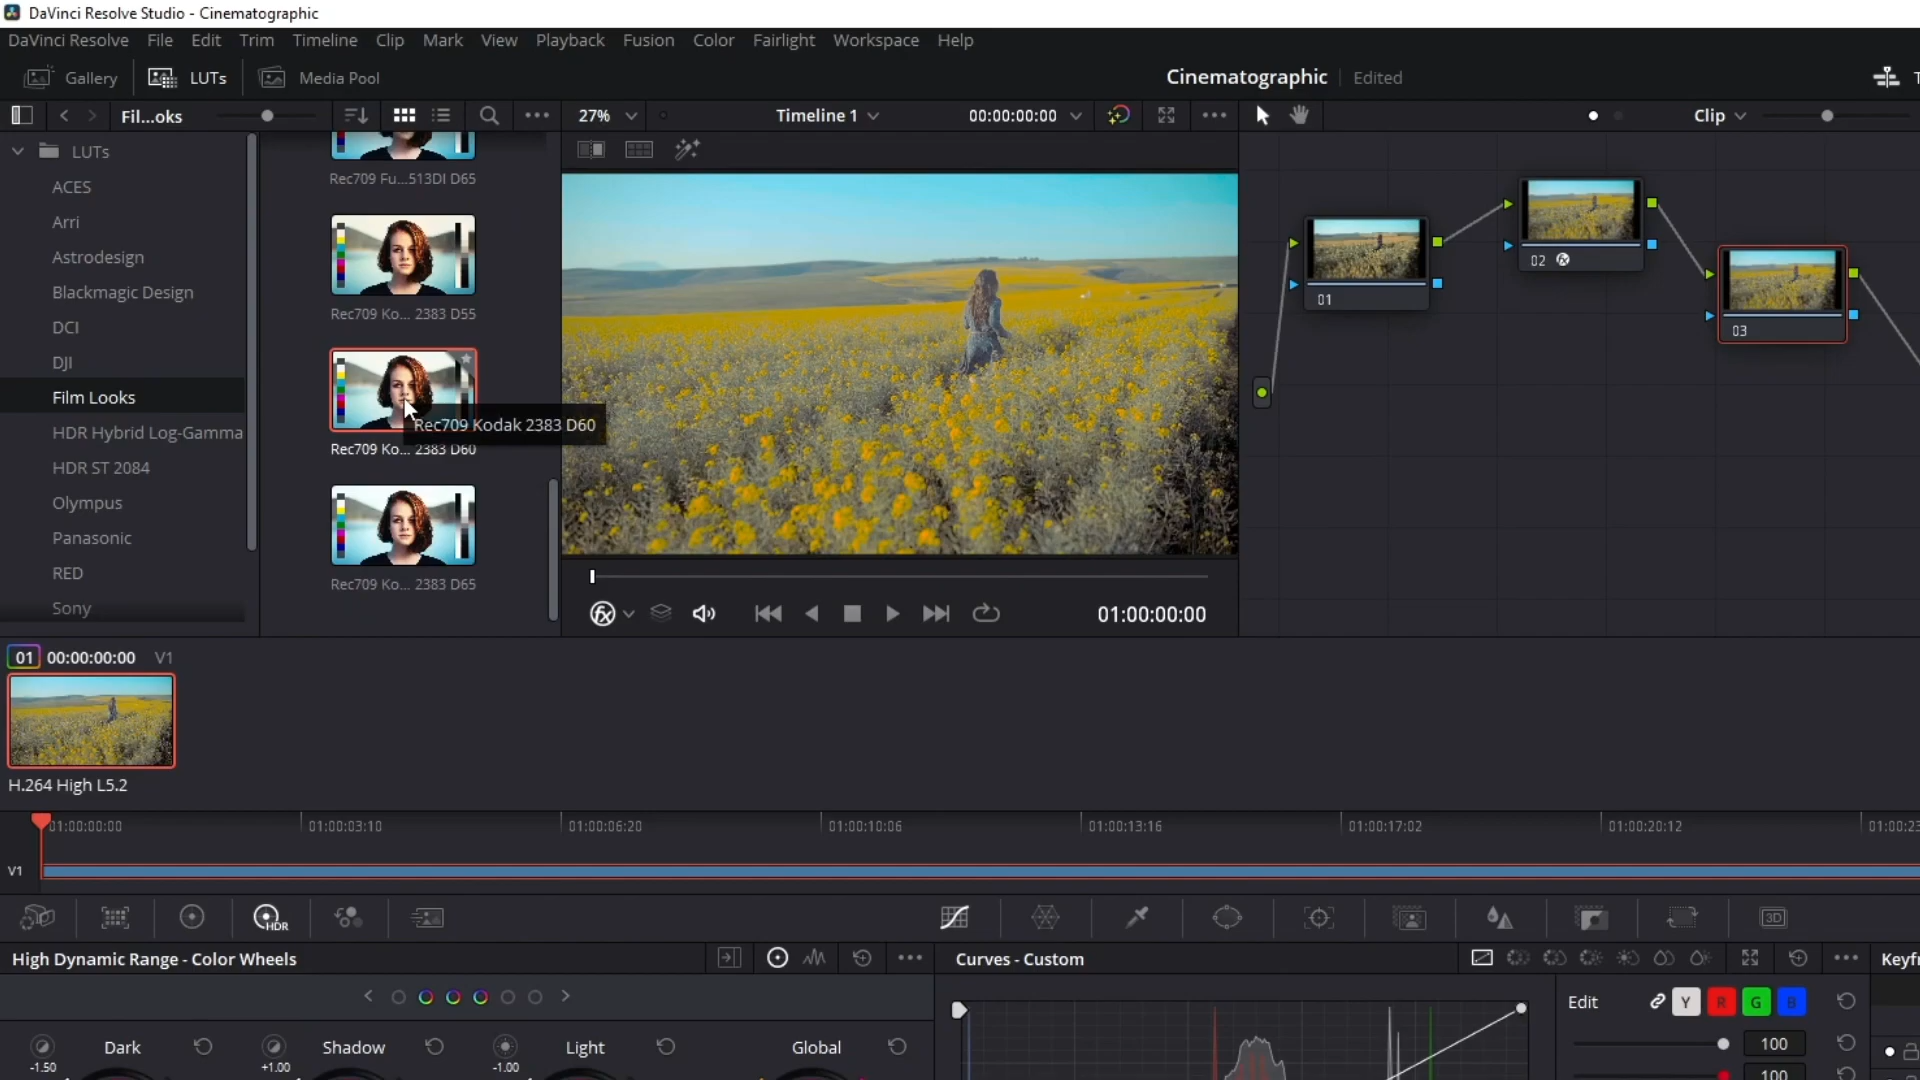 DaVinci Resolve Studio - Cinematographic
DaVinci Resolve File Edit Trim Timeline Clip Mark View Playback Fusion Color Fairlight Workspace Help
Gallery LUTs Media Pool Cinematographic Edited
Fil...oks 27% Timeline 1 00:00:00:00 Clip
LUTs
ACES
Arri
Astrodesign
Blackmagic Design
DCI
DJI
Film Looks
HDR Hybrid Log-Gamma
HDR ST 2084
Olympus
Panasonic
RED
Sony
Rec709 Fu...513DI D65
Rec709 Ko... 2383 D55
Rec709 Kodak 2383 D60
Rec709 Ko... 2383 D60
Rec709 Ko... 2383 D65
01:00:00:00
01
02
03
01 00:00:00:00 V1
H.264 High L5.2
01:00:00:00 01:00:03:10 01:00:06:20 01:00:10:06 01:00:13:16 01:00:17:02 01:00:20:12 01:00:23
V1
HDR
3D
High Dynamic Range - Color Wheels
Curves - Custom
Keyfr
Edit Y R G B
Dark Shadow Light Global
-1.50 +1.00 -1.00
100
100